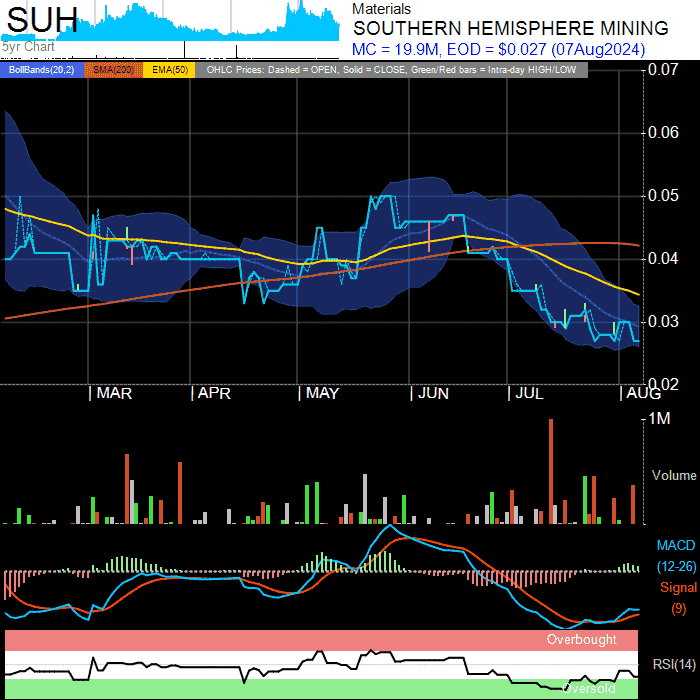 SUH
5yr Chart
Materials
SOUTHERN HEMISPHERE MINING
MC = 19.9M, EOD = $0.027 (07Aug2024)
BollBands(20,2) SMA(200) EMA(50) OHLC Prices: Dashed = OPEN, Solid = CLOSE, Green/Red bars = Intra-day HIGH/LOW
0.07
0.06
0.05
0.04
0.03
0.02
| MAR | APR | MAY | JUN | JUL | AUG
1M
Volume
MACD
(12-26)
Signal
(9)
Overbought
RSI(14)
Oversold